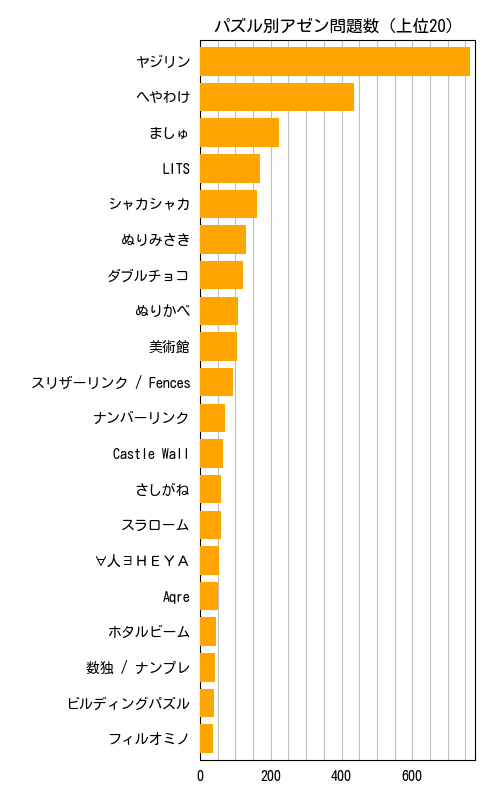 パズル別アゼン問題数（上位20）
ヤジリン
へやわけ
ましゅ
LITS
シャカシャカ
ぬりみさき
ダブルチョコ
ぬりかべ
美術館
スリザーリンク / Fences
ナンバーリンク
Castle Wall
さしがね
スラローム
∀人∃ＨＥＹＡ
Aqre
ホタルビーム
数独 / ナンプレ
ビルディングパズル
フィルオミノ
0 200 400 600